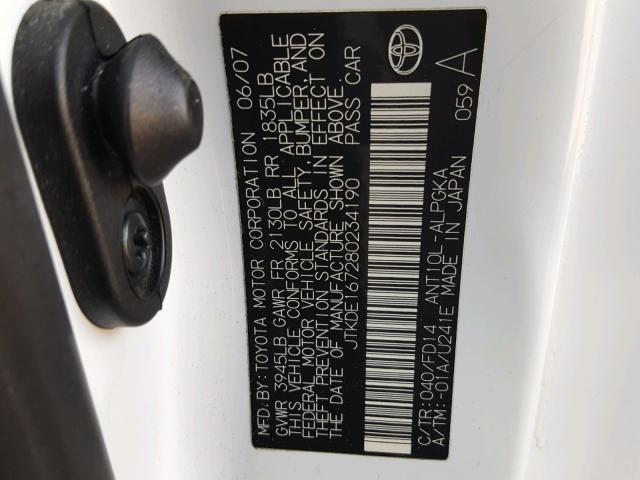 MFD. BY: TOYOTA MOTOR CORPORATION 06/07
GVWR 3945LB GAWR FR 2130LB RR 1835LB
THIS VEHICLE CONFORMS TO ALL APPLICABLE
FEDERAL MOTOR VEHICLE SAFETY, BUMPER, AND
THEFT PREVENTION STANDARDS IN EFFECT ON
THE DATE OF MANUFACTURE SHOWN ABOVE.
JTKDE167280234190 PASS CAR
C/TR: 040/FD14 ANT10L-ALPGKA 059 A
A/TM: -01A/U241E MADE IN JAPAN